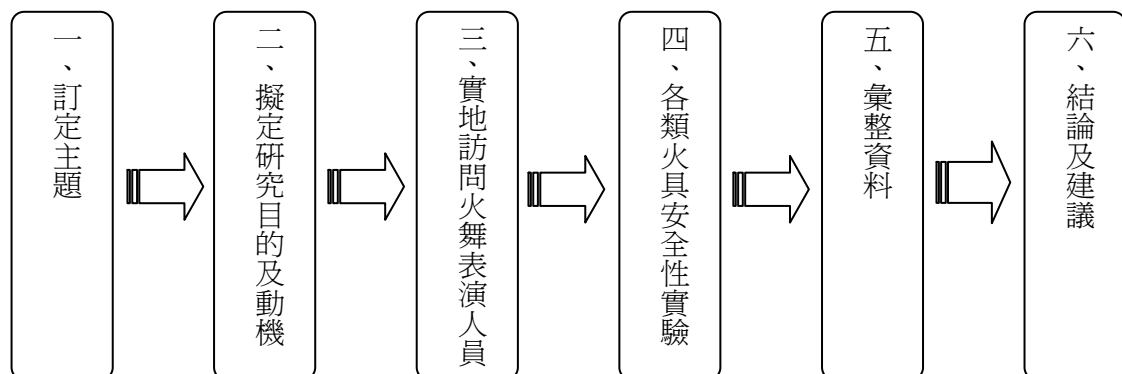 一、訂定主題
二、擬定研究目的及動機
三、實地訪問火舞表演人員
四、各類火具安全性實驗
五、彙整資料
六、結論及建議